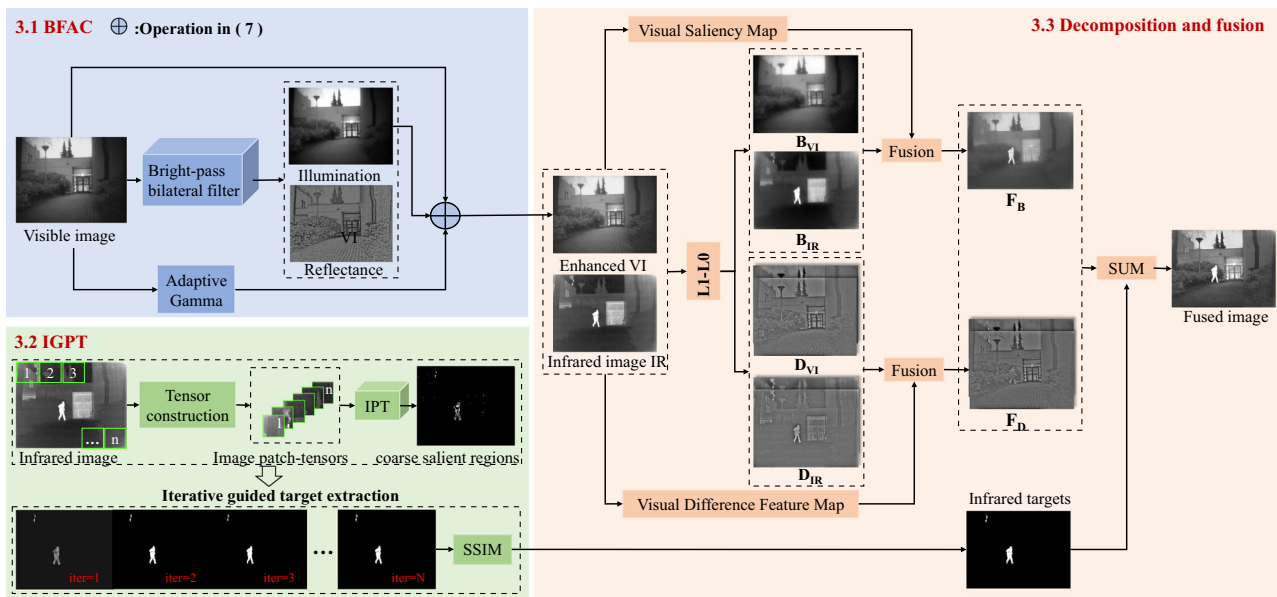 3.1 BFAC
:Operation in ( 7 )
Visible image
Bright-pass
bilateral filter
Illumination
VI
Reflectance
Adaptive
Gamma
3.2 IGPT
1 2 3
... n
Infrared image
Tensor
construction
1
n
Image patch-tensors
IPT
coarse salient regions
Iterative guided target extraction
iter=1
iter=2
iter=3
...
iter=N
SSIM
3.3 Decomposition and fusion
Visual Saliency Map
Enhanced VI
Infrared image IR
L1-L0
B_VI
B_IR
D_VI
D_IR
Fusion
Fusion
F_B
F_D
Visual Difference Feature Map
Infrared targets
SUM
Fused image